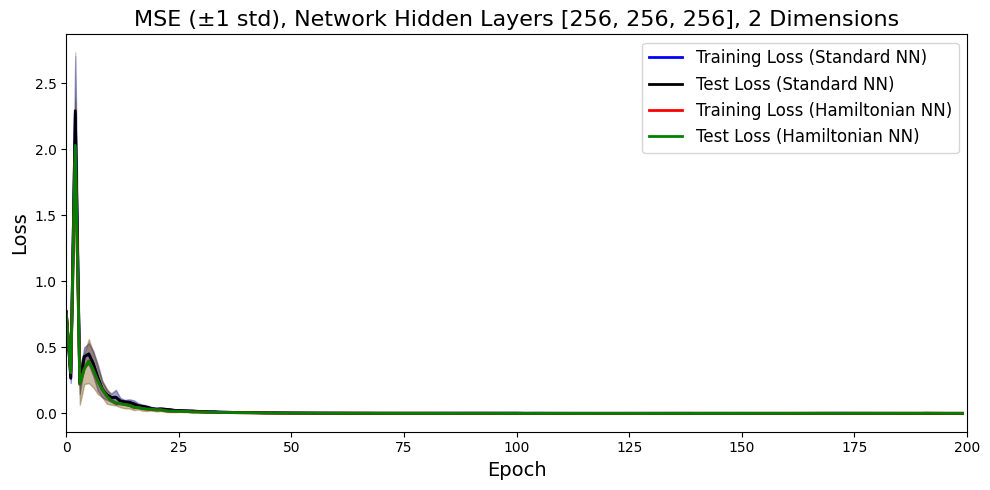 MSE (±1 std), Network Hidden Layers [256, 256, 256], 2 Dimensions
Training Loss (Standard NN)
Test Loss (Standard NN)
Training Loss (Hamiltonian NN)
Test Loss (Hamiltonian NN)
Loss
2.5
2.0
1.5
1.0
0.5
0.0
0 25 50 75 100 125 150 175 200
Epoch